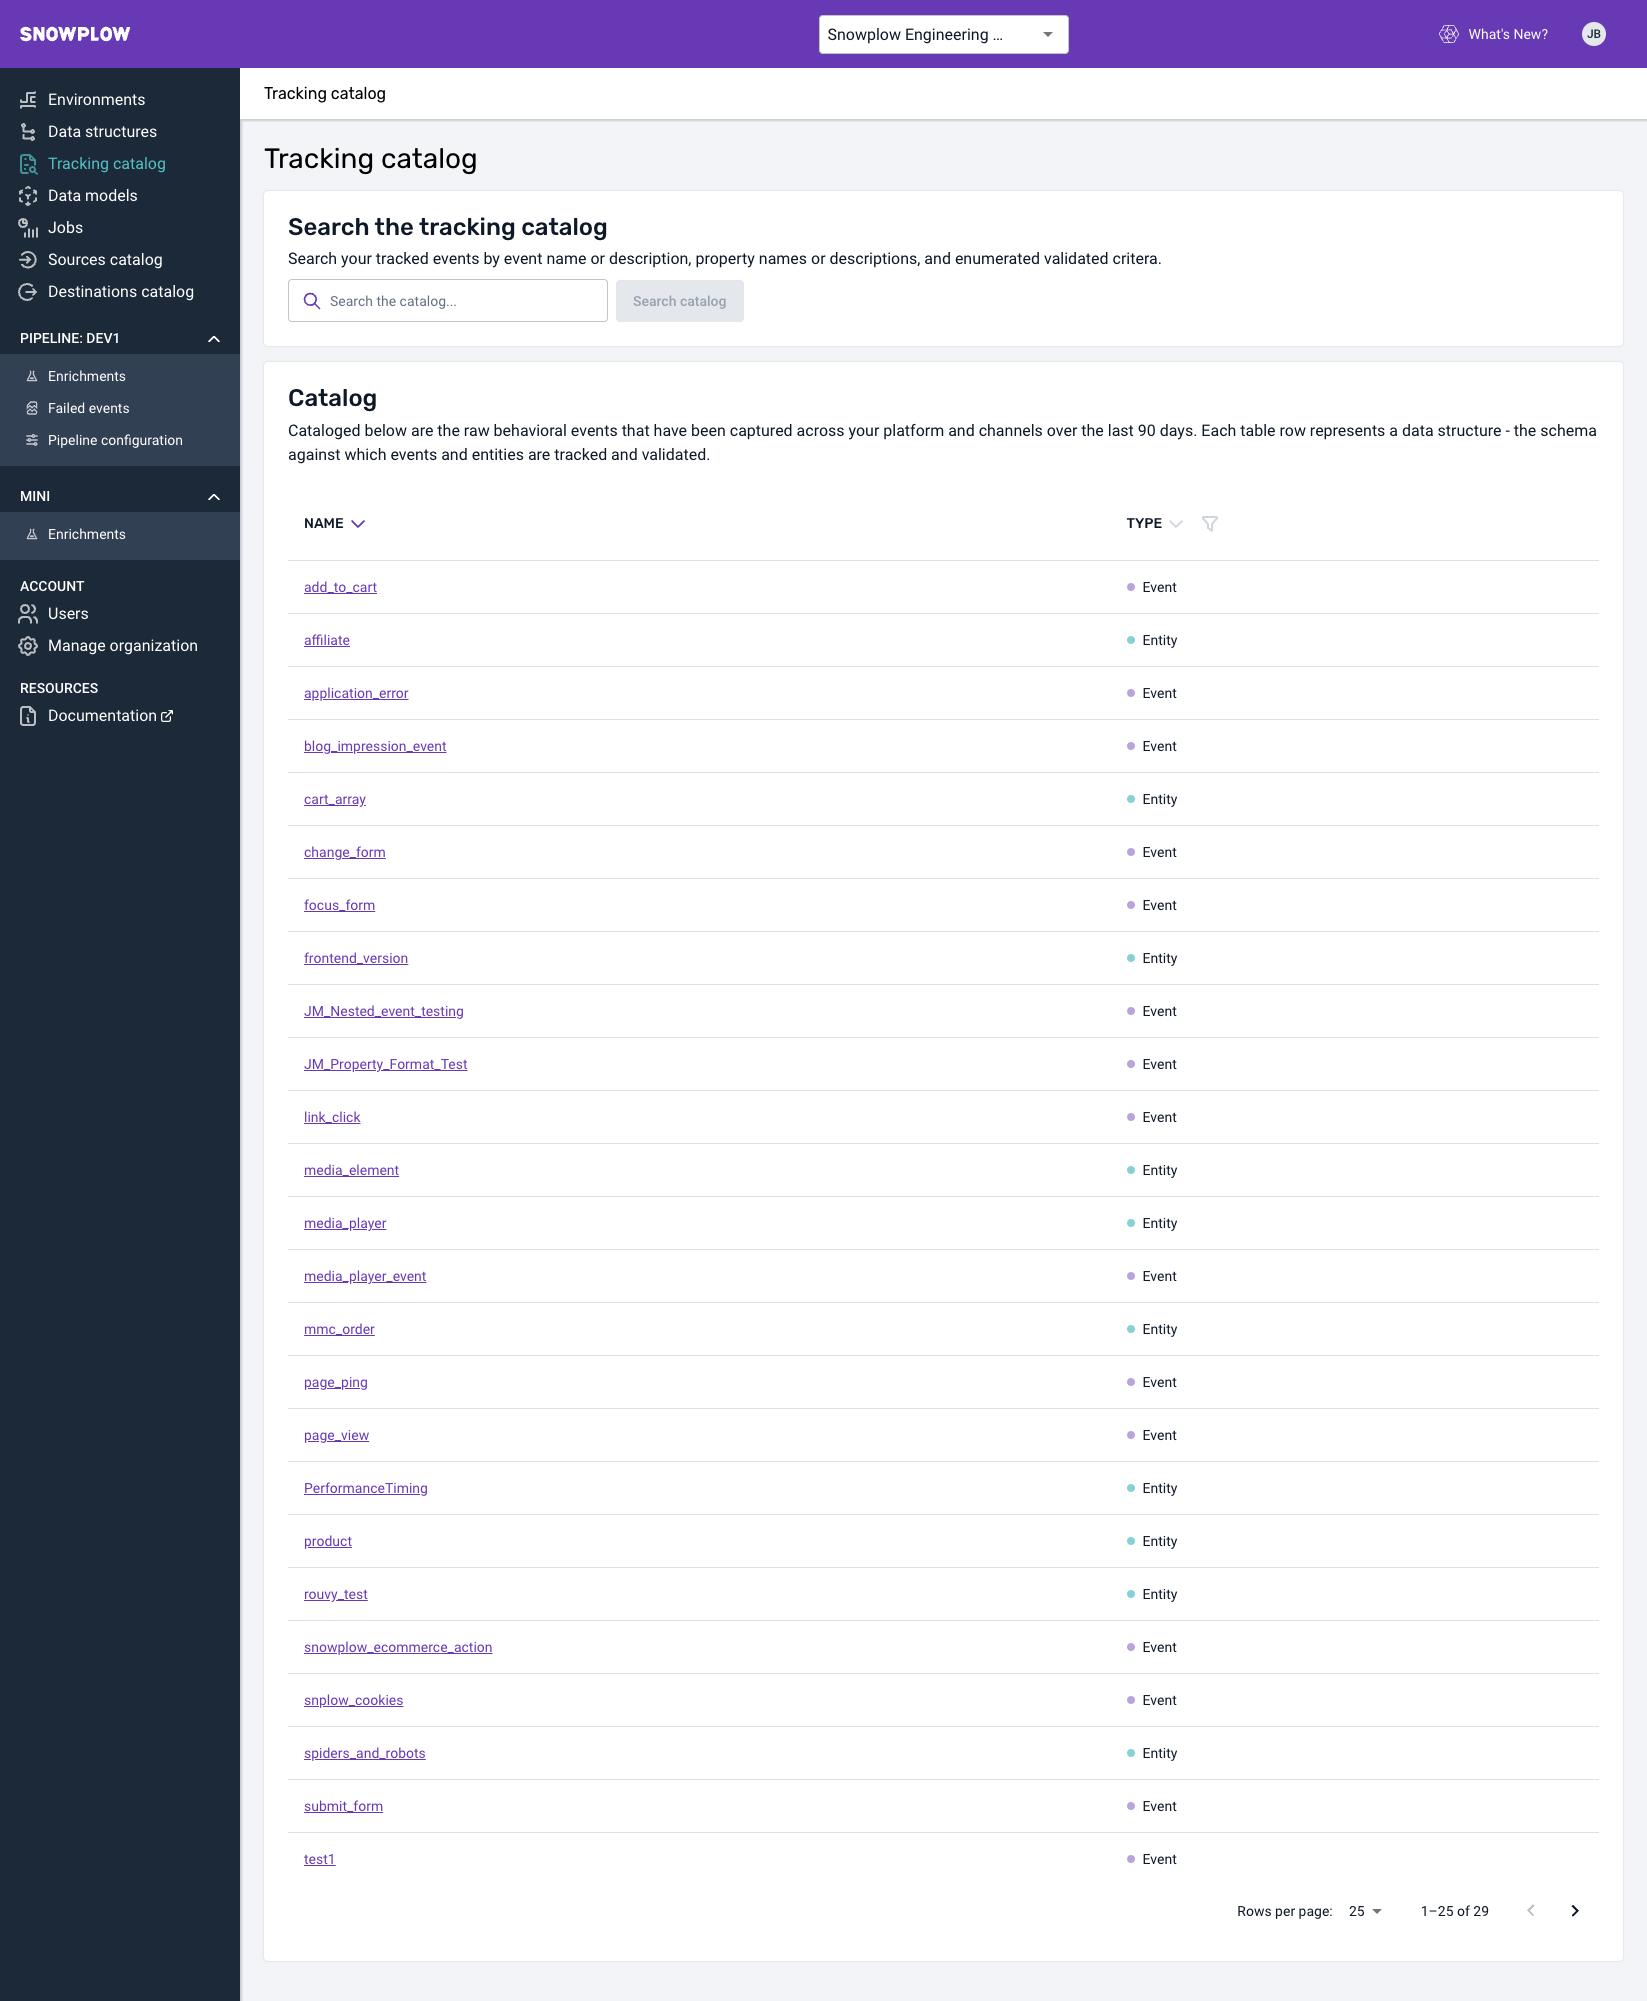 SNOWPLOW
Snowplow Engineering ...
What's New?
JB
Environments
Data structures
Tracking catalog
Data models
Jobs
Sources catalog
Destinations catalog
PIPELINE: DEV1
Enrichments
Failed events
Pipeline configuration
MINI
Enrichments
ACCOUNT
Users
Manage organization
RESOURCES
Documentation
Tracking catalog
Tracking catalog
Search the tracking catalog
Search your tracked events by event name or description, property names or descriptions, and enumerated validated critera.
Search the catalog...
Search catalog
Catalog
Cataloged below are the raw behavioral events that have been captured across your platform and channels over the last 90 days. Each table row represents a data structure - the schema
against which events and entities are tracked and validated.
NAME TYPE
add_to_cart Event
affiliate Entity
application_error Event
blog_impression_event Event
cart_array Entity
change_form Event
focus_form Event
frontend_version Entity
JM_Nested_event_testing Event
JM_Property_Format_Test Event
link_click Event
media_element Entity
media_player Entity
media_player_event Event
mmc_order Entity
page_ping Event
page_view Event
PerformanceTiming Entity
product Entity
rouvy_test Entity
snowplow_ecommerce_action Event
snplow_cookies Event
spiders_and_robots Entity
submit_form Event
test1 Event
Rows per page: 25 1–25 of 29